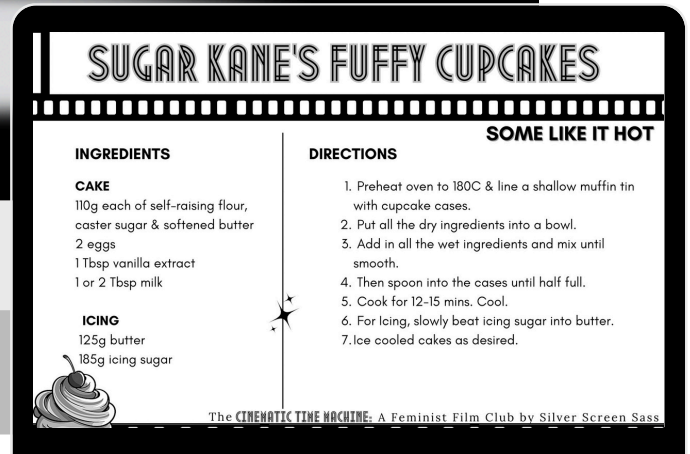 SUGAR KANE'S FUFFY CUPCAKES
SOME LIKE IT HOT
INGREDIENTS
CAKE
110g each of self-raising flour,
caster sugar & softened butter
2 eggs
1 Tbsp vanilla extract
1 or 2 Tbsp milk
ICING
125g butter
185g icing sugar
DIRECTIONS
1. Preheat oven to 180C & line a shallow muffin tin
with cupcake cases.
2. Put all the dry ingredients into a bowl.
3. Add in all the wet ingredients and mix until
smooth.
4. Then spoon into the cases until half full.
5. Cook for 12-15 mins. Cool.
6. For Icing, slowly beat icing sugar into butter.
7. Ice cooled cakes as desired.
The CINEMATIC TIME MACHINE: A Feminist Film Club by Silver Screen Sass